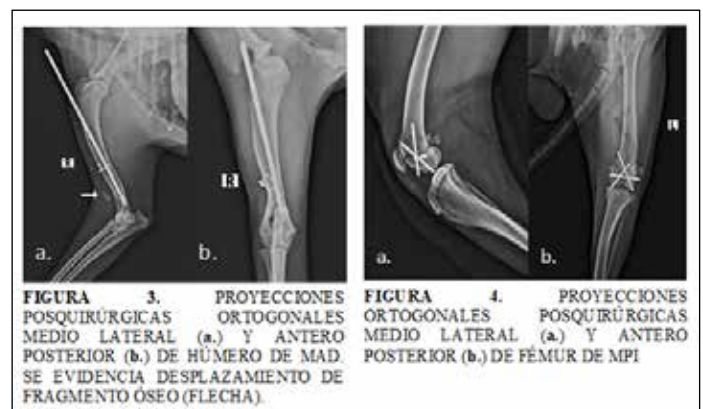 R
a.
R
b.
FIGURA 3. PROYECCIONES
POSQUIRÚRGICAS ORTOGONALES
MEDIO LATERAL (a.) Y ANTERO
POSTERIOR (b.) DE HÚMERO DE MAD.
SE EVIDENCIA DESPLAZAMIENTO DE
FRAGMENTO ÓSEO (FLECHA).
a.
b.
FIGURA 4. PROYECCIONES
ORTOGONALES POSQUIRÚRGICAS
MEDIO LATERAL (a.) Y ANTERO
POSTERIOR (b.) DE FÉMUR DE MPI